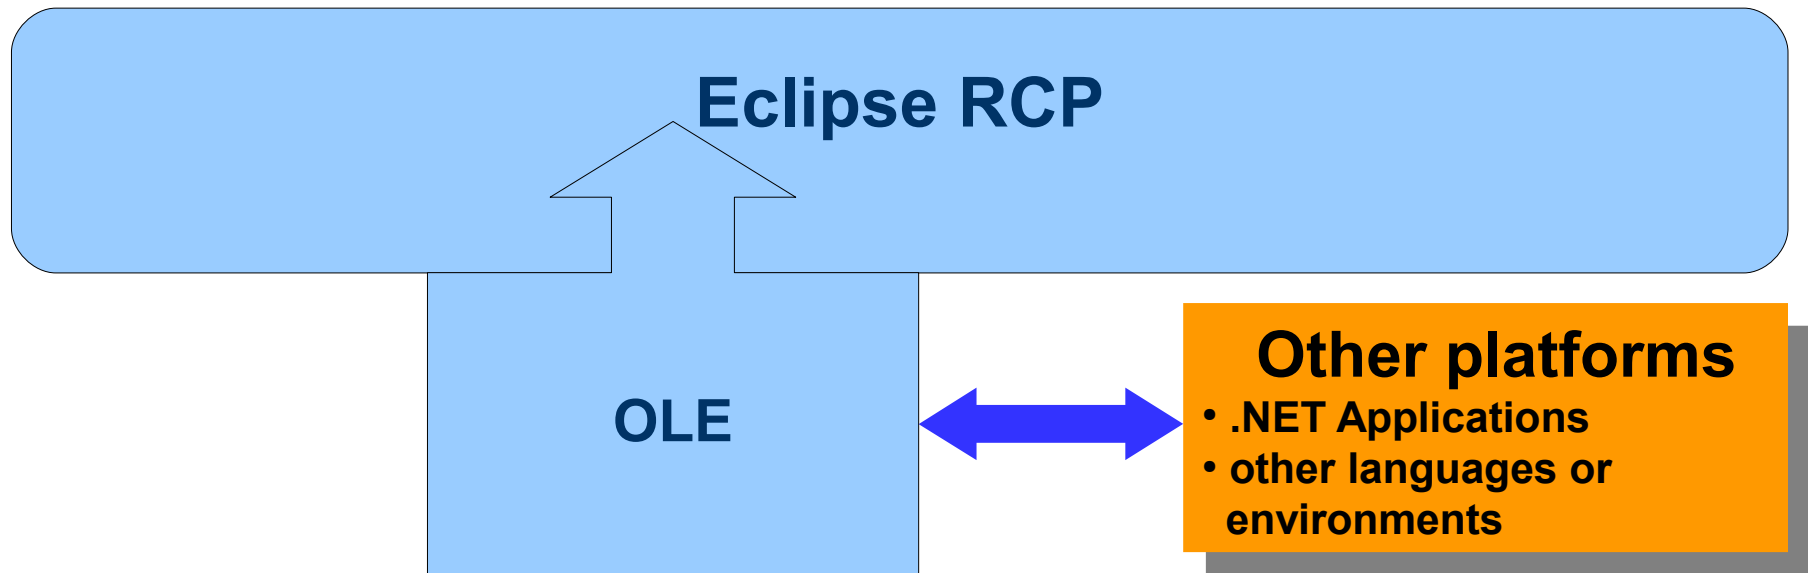 Eclipse RCP
OLE
Other platforms
• .NET Applications
• other languages or
environments